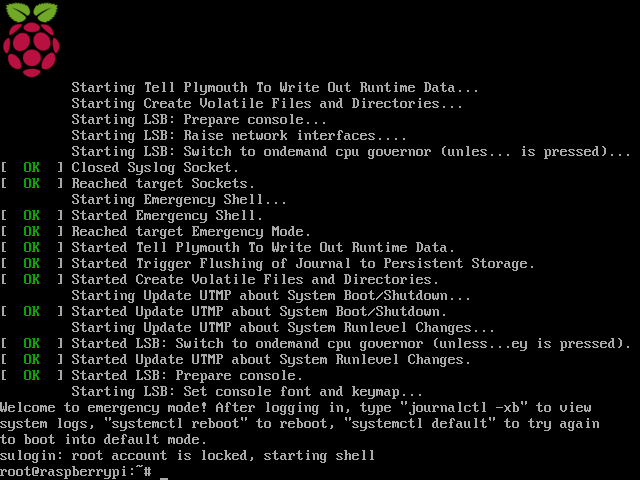 Starting Tell Plymouth To Write Out Runtime Data...
Starting Create Volatile Files and Directories...
Starting LSB: Prepare console...
Starting LSB: Raise network interfaces....
Starting LSB: Switch to ondemand cpu governor (unles... is pressed)...
[  OK  ] Closed Syslog Socket.
[  OK  ] Reached target Sockets.
Starting Emergency Shell...
[  OK  ] Started Emergency Shell.
[  OK  ] Reached target Emergency Mode.
[  OK  ] Started Tell Plymouth To Write Out Runtime Data.
[  OK  ] Started Trigger Flushing of Journal to Persistent Storage.
[  OK  ] Started Create Volatile Files and Directories.
Starting Update UTMP about System Boot/Shutdown...
[  OK  ] Started Update UTMP about System Boot/Shutdown.
Starting Update UTMP about System Runlevel Changes...
[  OK  ] Started LSB: Switch to ondemand cpu governor (unless...ey is pressed).
[  OK  ] Started Update UTMP about System Runlevel Changes.
[  OK  ] Started LSB: Prepare console.
Starting LSB: Set console font and keymap...
Welcome to emergency mode! After logging in, type "journalctl -xb" to view
system logs, "systemctl reboot" to reboot, "systemctl default" to try again
to boot into default mode.
sulogin: root account is locked, starting shell
root@raspberrypi:~# _